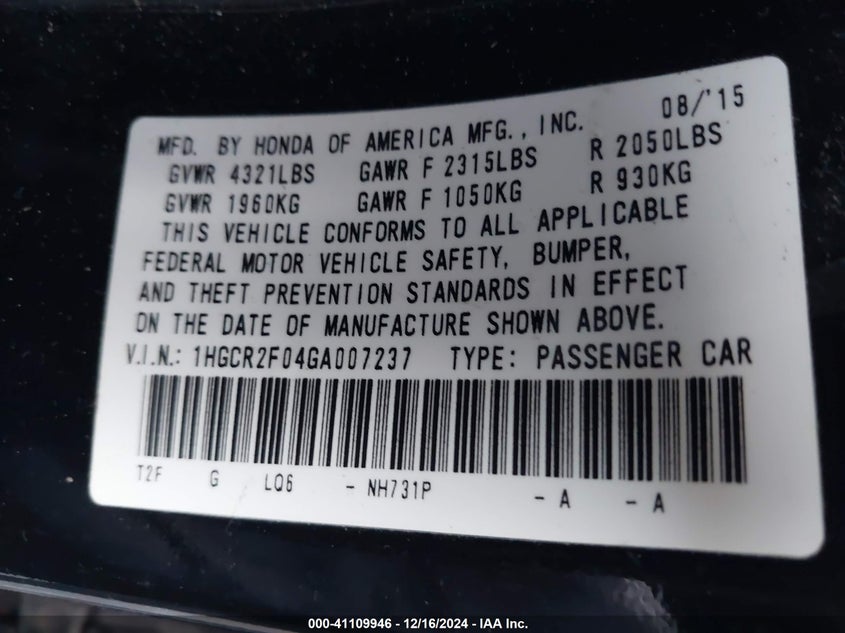 08/'15
MFD. BY HONDA OF AMERICA MFG., INC.
GVWR 4321LBS GAWR F 2315LBS R 2050LBS
GVWR 1960KG GAWR F 1050KG R 930KG
THIS VEHICLE CONFORMS TO ALL APPLICABLE
FEDERAL MOTOR VEHICLE SAFETY, BUMPER,
AND THEFT PREVENTION STANDARDS IN EFFECT
ON THE DATE OF MANUFACTURE SHOWN ABOVE.
V.I.N.: 1HGCR2F04GA007237 TYPE: PASSENGER CAR
T2F G LQ6 - NH731P - A - A
000-41109946 - 12/16/2024 - IAA Inc.